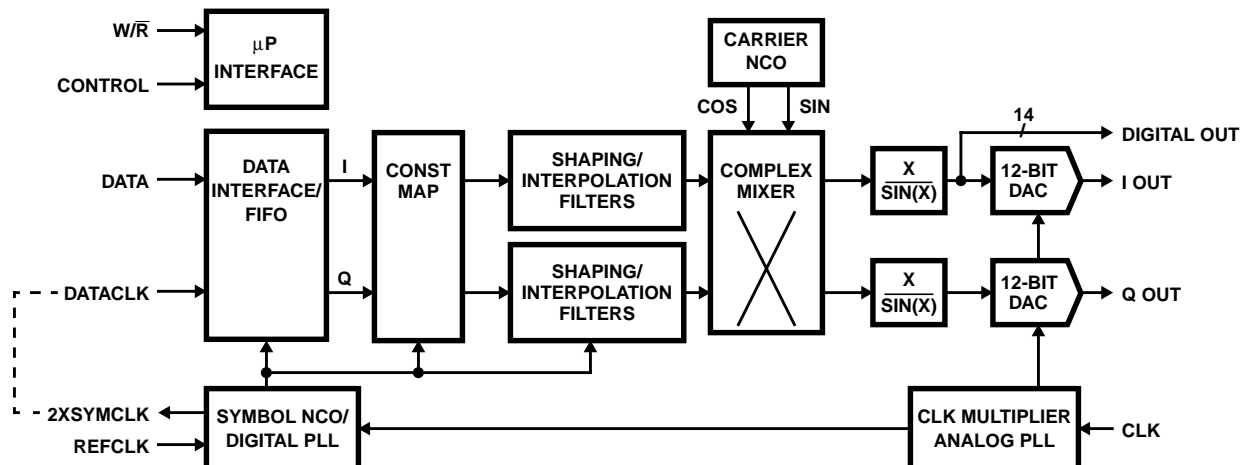 W/R
CONTROL
µP
INTERFACE
CARRIER
NCO
COS
SIN
DATA
DATACLK
DATA
INTERFACE/
FIFO
I
Q
CONST
MAP
SHAPING/
INTERPOLATION
FILTERS
SHAPING/
INTERPOLATION
FILTERS
COMPLEX
MIXER
X
SIN(X)
X
SIN(X)
14
12-BIT
DAC
12-BIT
DAC
DIGITAL OUT
I OUT
Q OUT
2XSYMCLK
REFCLK
SYMBOL NCO/
DIGITAL PLL
CLK MULTIPLIER
ANALOG PLL
CLK